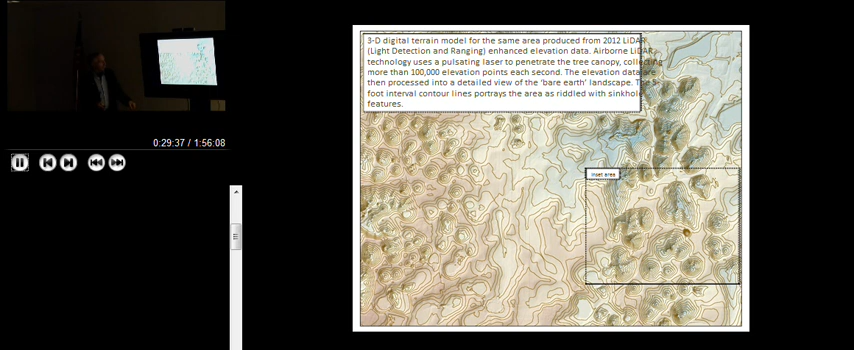 3-D digital terrain model for the same area produced from 2012 LiDAR
(Light Detection and Ranging) enhanced elevation data. Airborne LiDAR
technology uses a pulsating laser to penetrate the tree canopy, collecting
more than 100,000 elevation points each second. The elevation data are
then processed into a detailed view of the 'bare earth' landscape. The
foot interval contour lines portrays the area as riddled with sinkhole
features.
Inset area
0:29:37 / 1:56:08